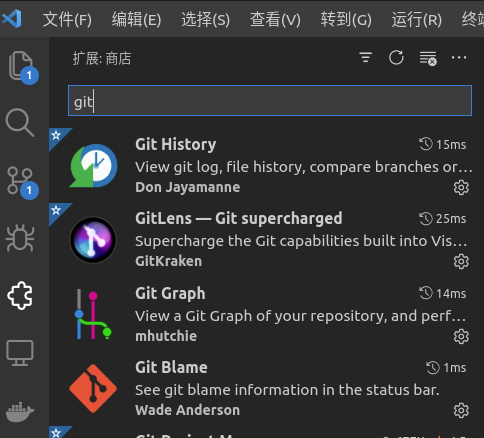 文件(F) 编辑(E) 选择(S) 查看(V) 转到(G) 运行(R)
扩展: 商店
1
git
Git History 15ms
View git log, file history, compare branches or…
Don Jayamanne
1
GitLens — Git supercharged 25ms
Supercharge the Git capabilities built into Vis…
GitKraken
Git Graph 14ms
View a Git Graph of your repository, and perf…
mhutchie
Git Blame 1ms
See git blame information in the status bar.
Wade Anderson